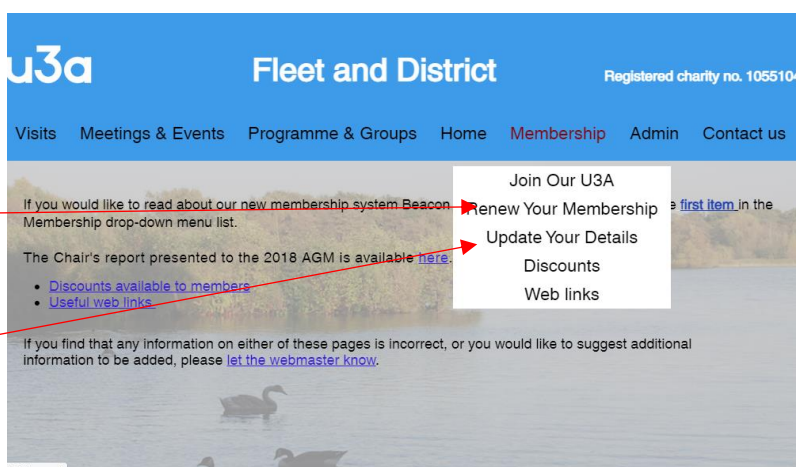 u3a
Fleet and District
Registered charity no. 1055104
Visits Meetings & Events Programme & Groups Home Membership Admin Contact us
Join Our U3A
Renew Your Membership
Update Your Details
Discounts
Web links
If you would like to read about our new membership system Beacon first item in the
Membership drop-down menu list.
The Chair's report presented to the 2018 AGM is available here.
Discounts available to members
Useful web links
If you find that any information on either of these pages is incorrect, or you would like to suggest additional
information to be added, please let the webmaster know.